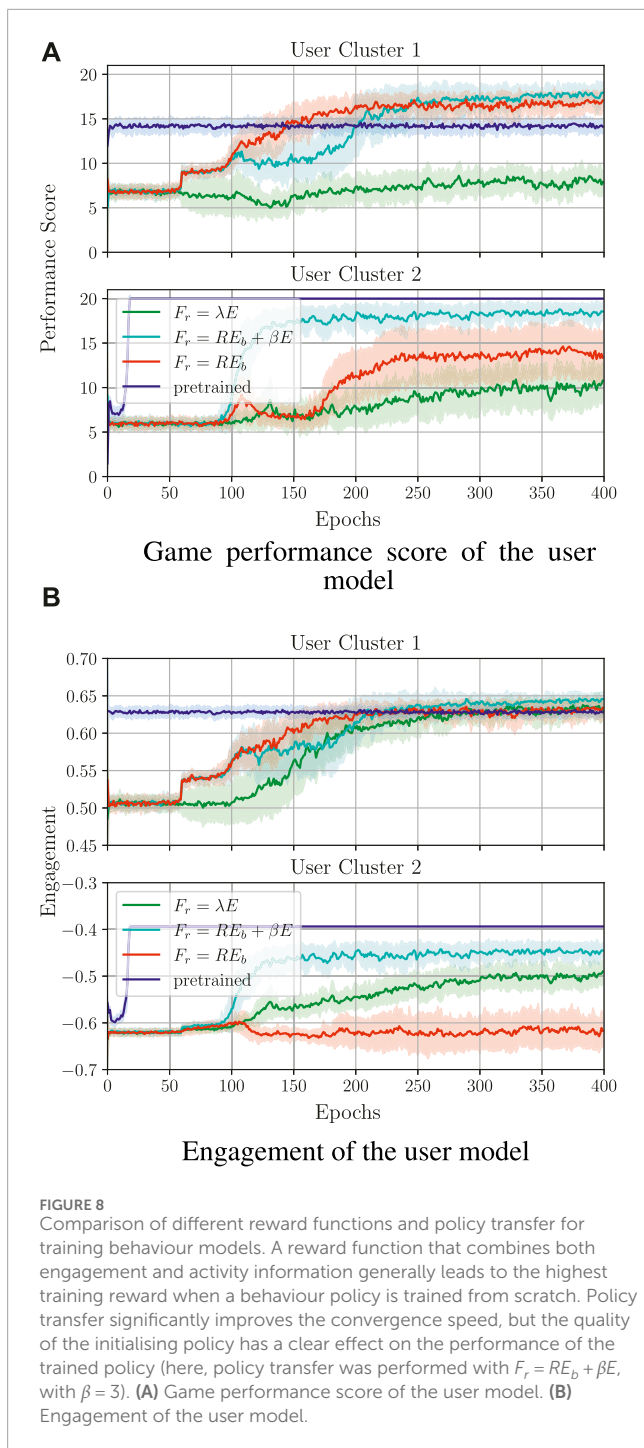 A
User Cluster 1
20
15
10
5
0
User Cluster 2
20
15
10
5
0
F_r = λE
F_r = RE_b + βE
F_r = RE_b
pretrained
Performance Score
0 50 100 150 200 250 300 350 400
Epochs
Game performance score of the user
model
B
User Cluster 1
0.70
0.65
0.60
0.55
0.50
0.45
User Cluster 2
−0.3
−0.4
−0.5
−0.6
−0.7
F_r = λE
F_r = RE_b + βE
F_r = RE_b
pretrained
Engagement
0 50 100 150 200 250 300 350 400
Epochs
Engagement of the user model
FIGURE 8
Comparison of different reward functions and policy transfer for
training behaviour models. A reward function that combines both
engagement and activity information generally leads to the highest
training reward when a behaviour policy is trained from scratch. Policy
transfer significantly improves the convergence speed, but the quality
of the initialising policy has a clear effect on the performance of the
trained policy (here, policy transfer was performed with F_r = RE_b + βE,
with β = 3). (A) Game performance score of the user model. (B)
Engagement of the user model.